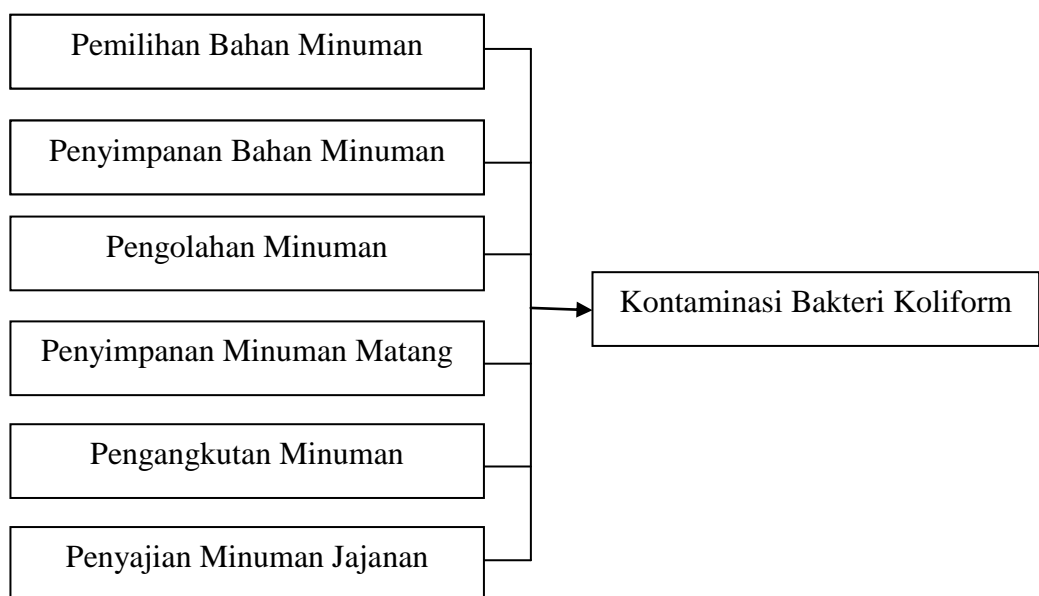 Pemilihan Bahan Minuman
Penyimpanan Bahan Minuman
Pengolahan Minuman
Penyimpanan Minuman Matang
Pengangkutan Minuman
Penyajian Minuman Jajanan
Kontaminasi Bakteri Koliform